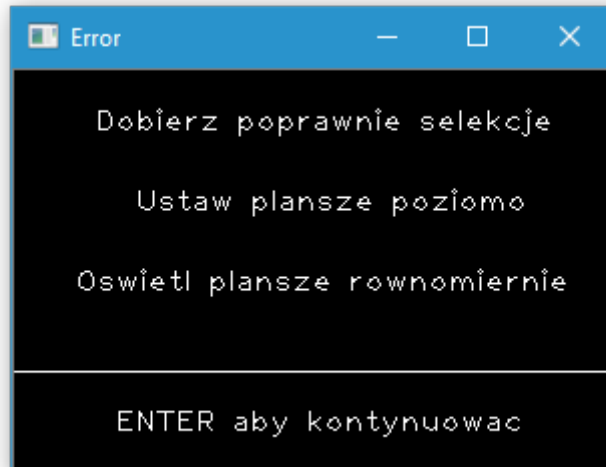 Error
Dobierz poprawnie selekcje
Ustaw plansze poziomo
Oswietl plansze rownomiernie
ENTER aby kontynuowac